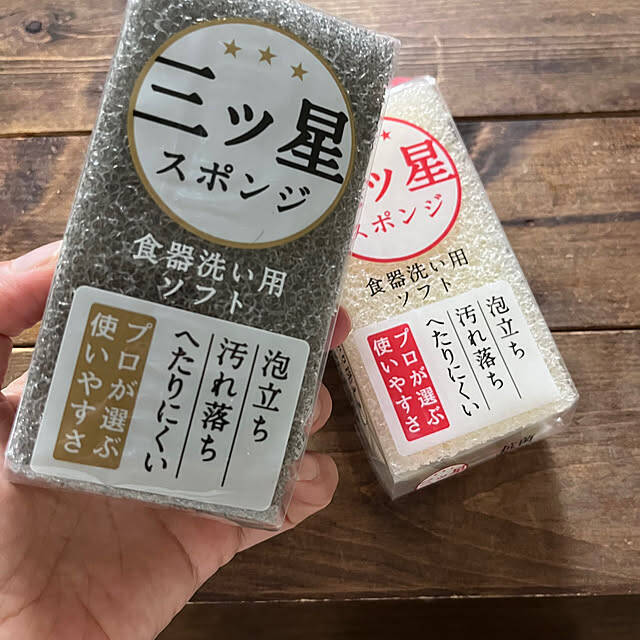 三ツ星
スポンジ
食器洗い用
ソフト
泡立ち
汚れ落ち
へたりにくい
プロが選ぶ
使いやすさ
ツ星
スポンジ
食器洗い用
ソフト
泡立ち
汚れ落ち
へたりにくい
プロが選ぶ
使いやすさ